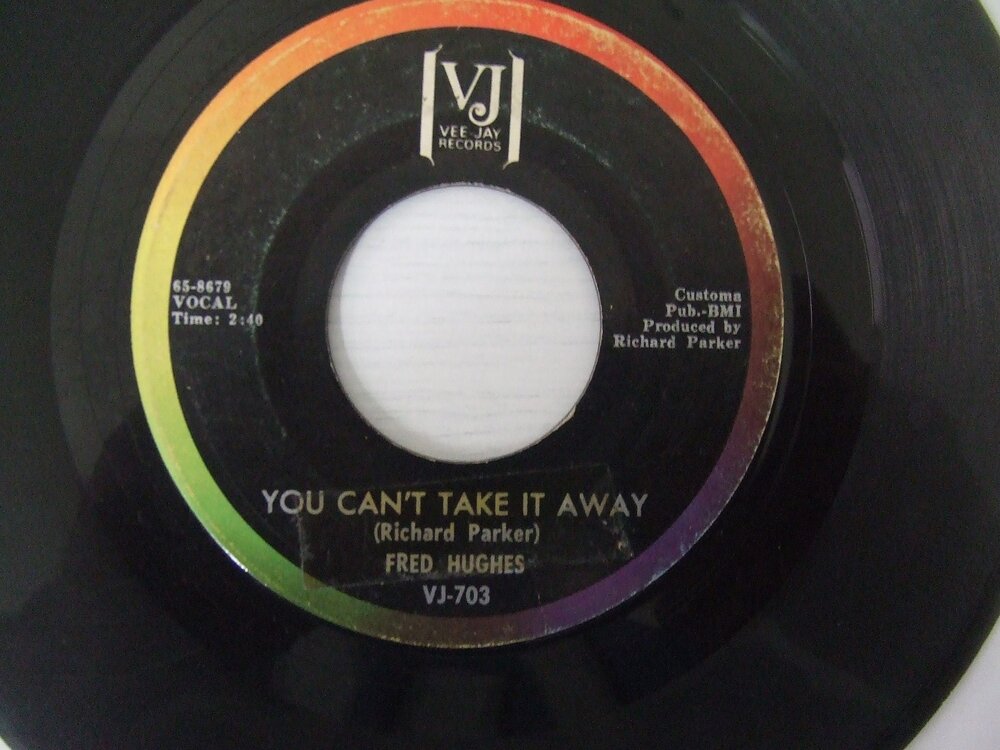 VJ
VEE JAY
RECORDS
65-8679
VOCAL
Time: 2:40
Customa
Pub.-BMI
Produced by
Richard Parker
YOU CAN'T TAKE IT AWAY
(Richard Parker)
FRED HUGHES
VJ-703